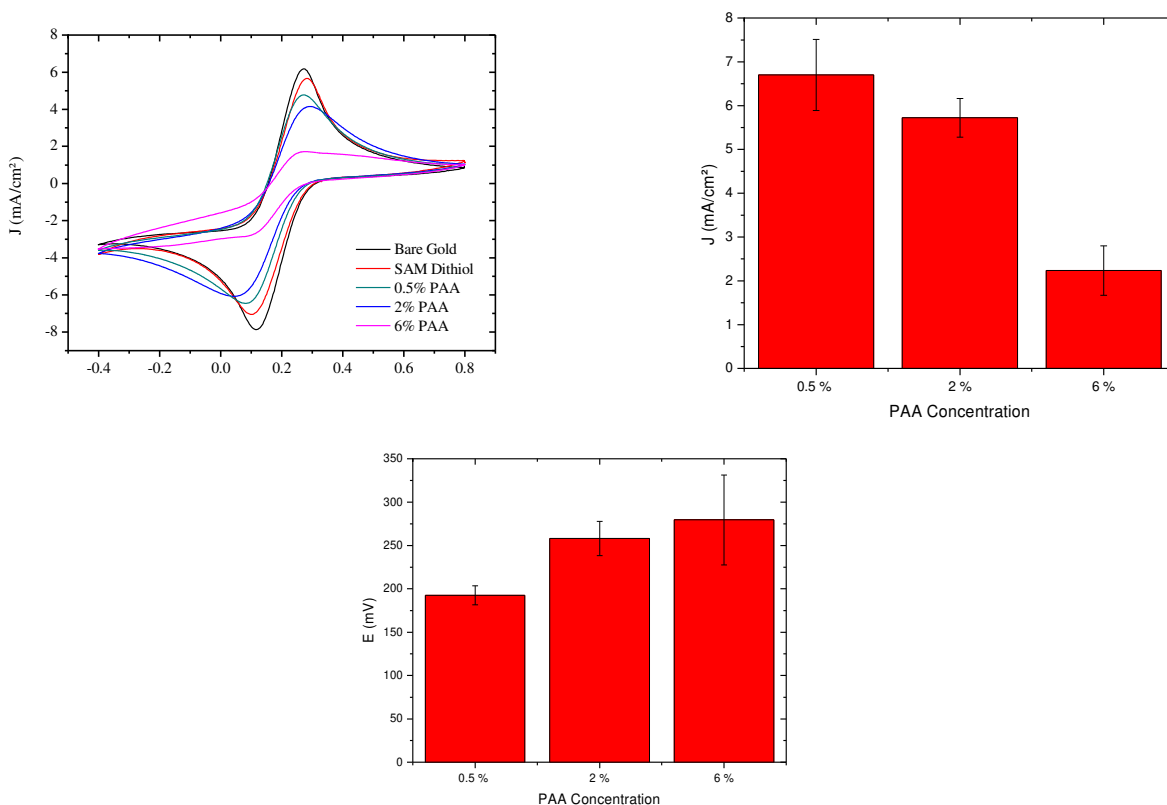 8
6
4
2
0
-2
-4
-6
-8
J (mA/cm²)
-0.4 -0.2 0.0 0.2 0.4 0.6 0.8
Bare Gold
SAM Dithiol
0.5% PAA
2% PAA
6% PAA
8
7
6
5
4
3
2
1
0
J (mA/cm²)
0.5 % 2 % 6 %
PAA Concentration
350
300
250
200
150
100
50
0
E (mV)
0.5 % 2 % 6 %
PAA Concentration